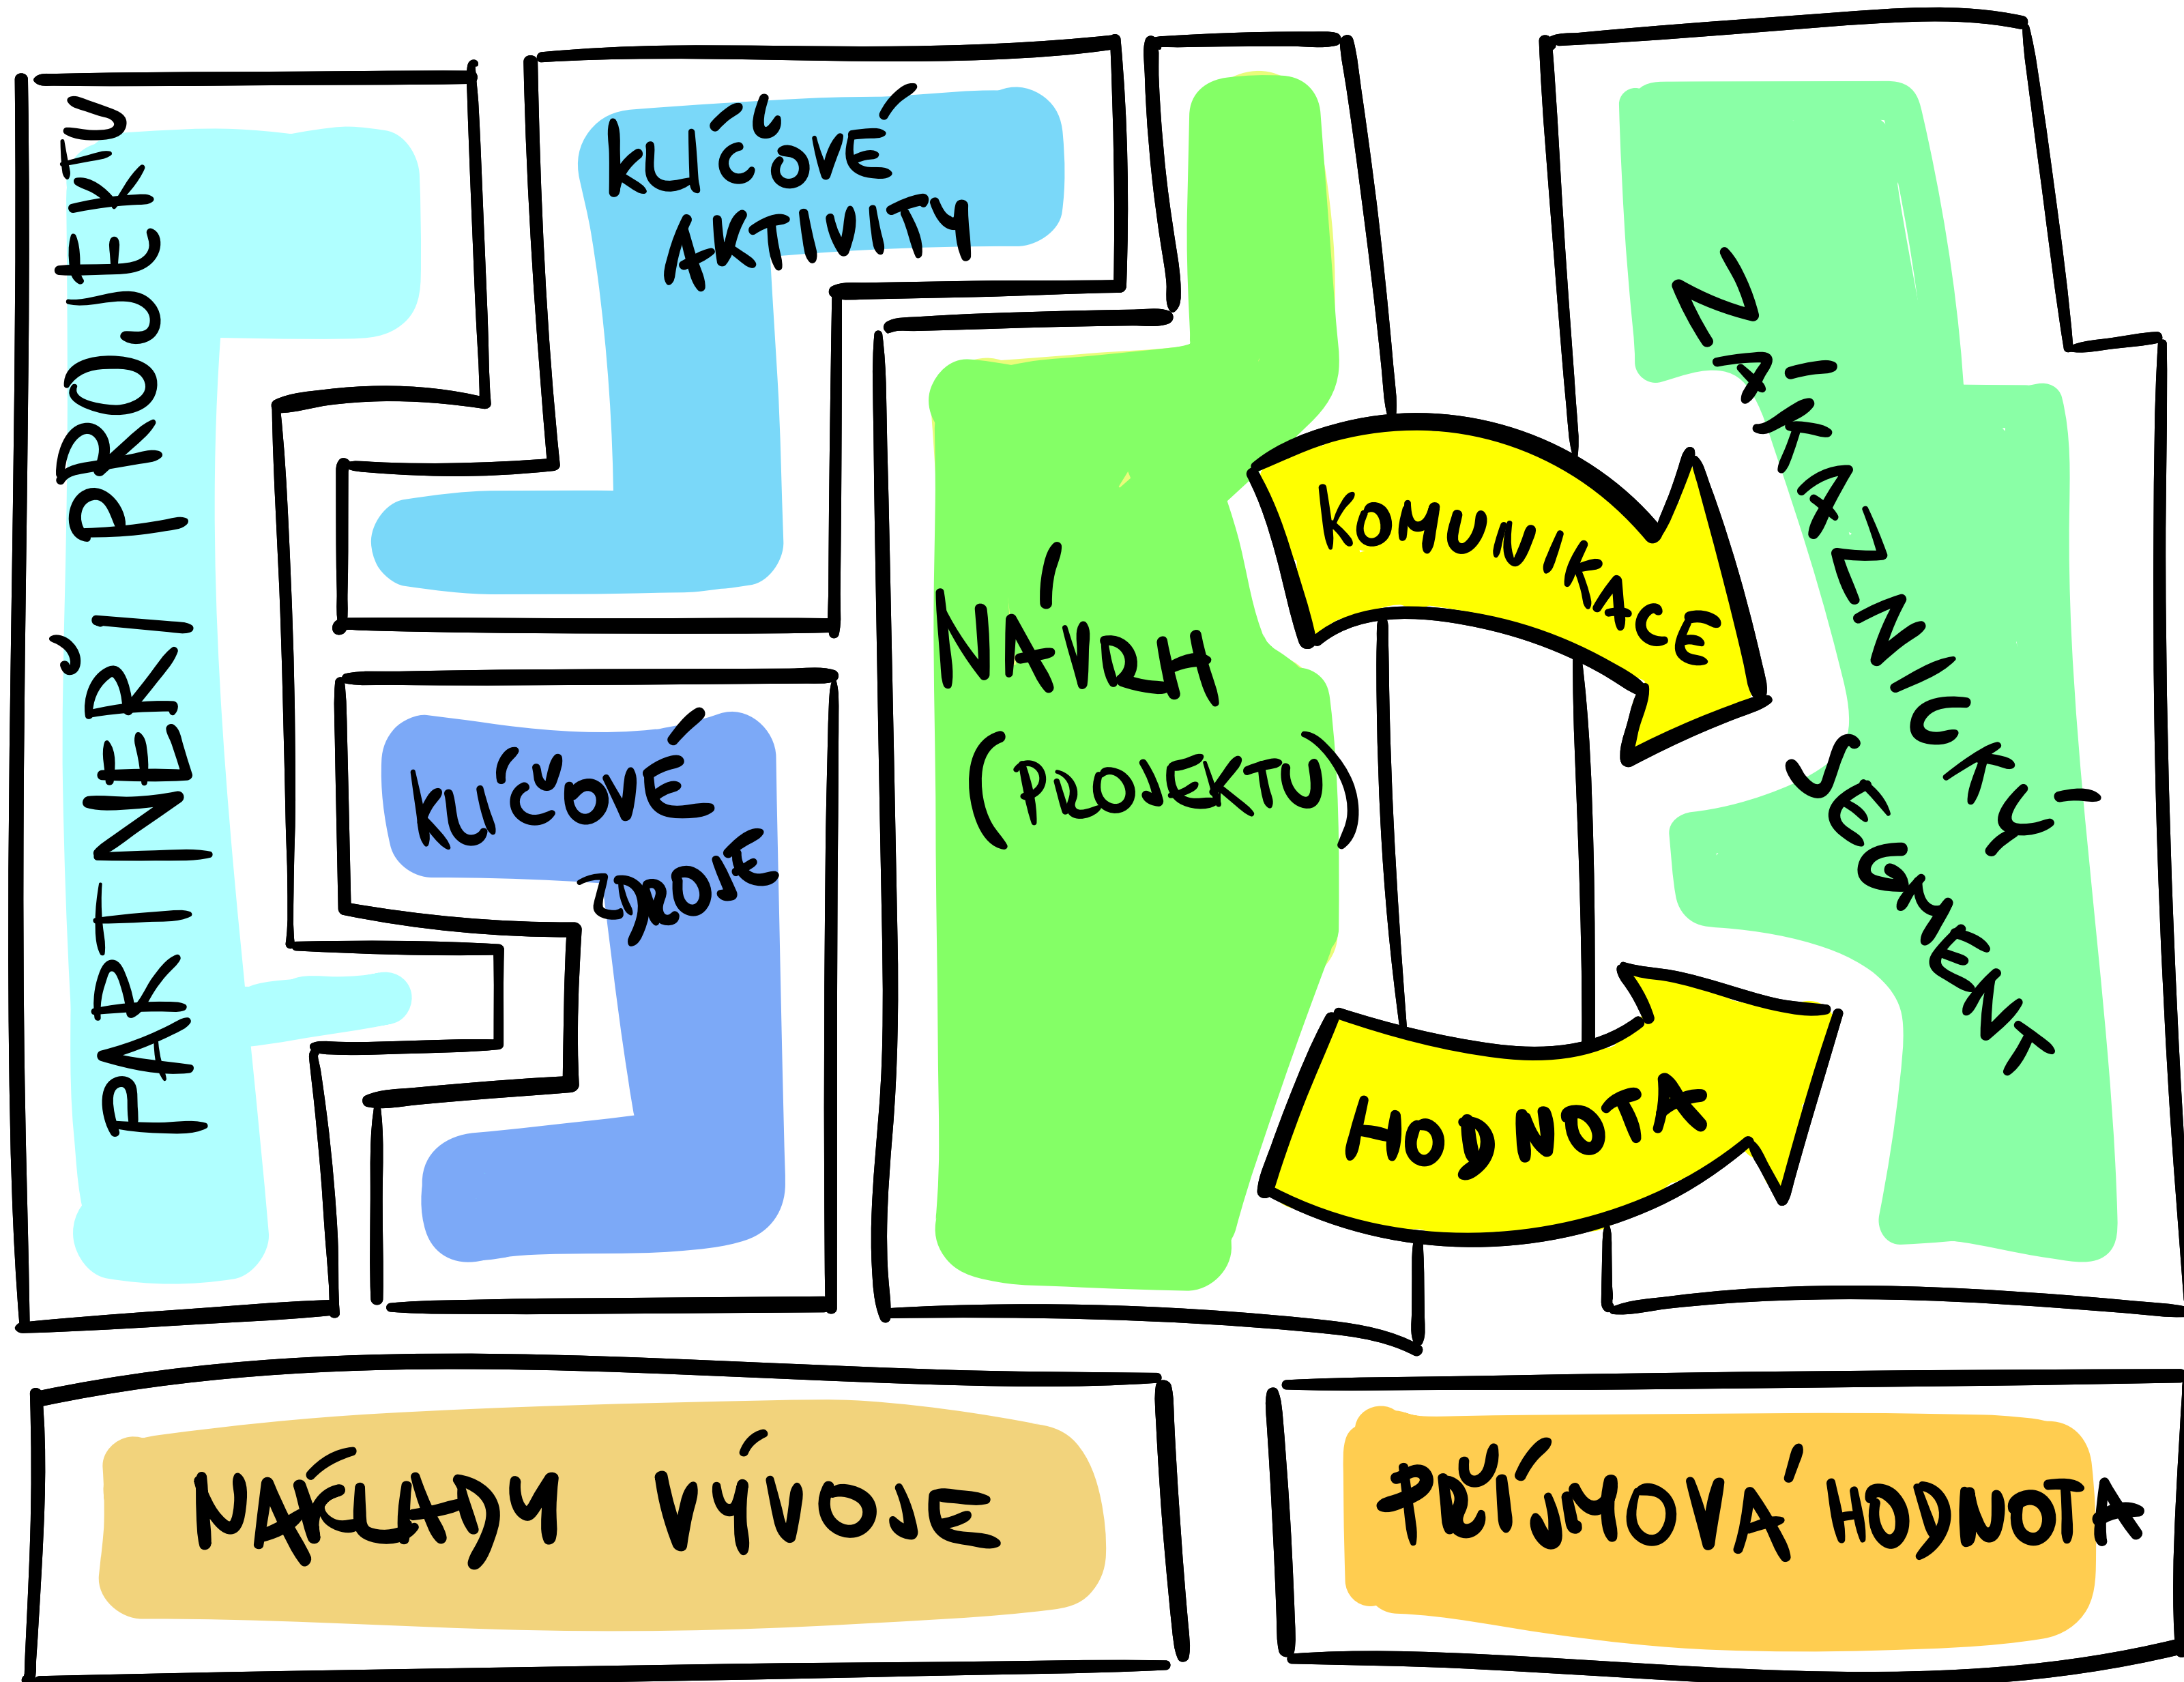 PARTNEŘI PROJEKTU
KLÍČOVÉ
AKTIVITY
KLÍČOVÉ
ZDROJE
NÁVRH
(PROJEKTU)
KOMUNIKACE
HODNOTA
ZÁKAZNICKÝ
SEGMENT
NÁKLADY VÝVOJE
PŘÍJMOVÁ HODNOTA